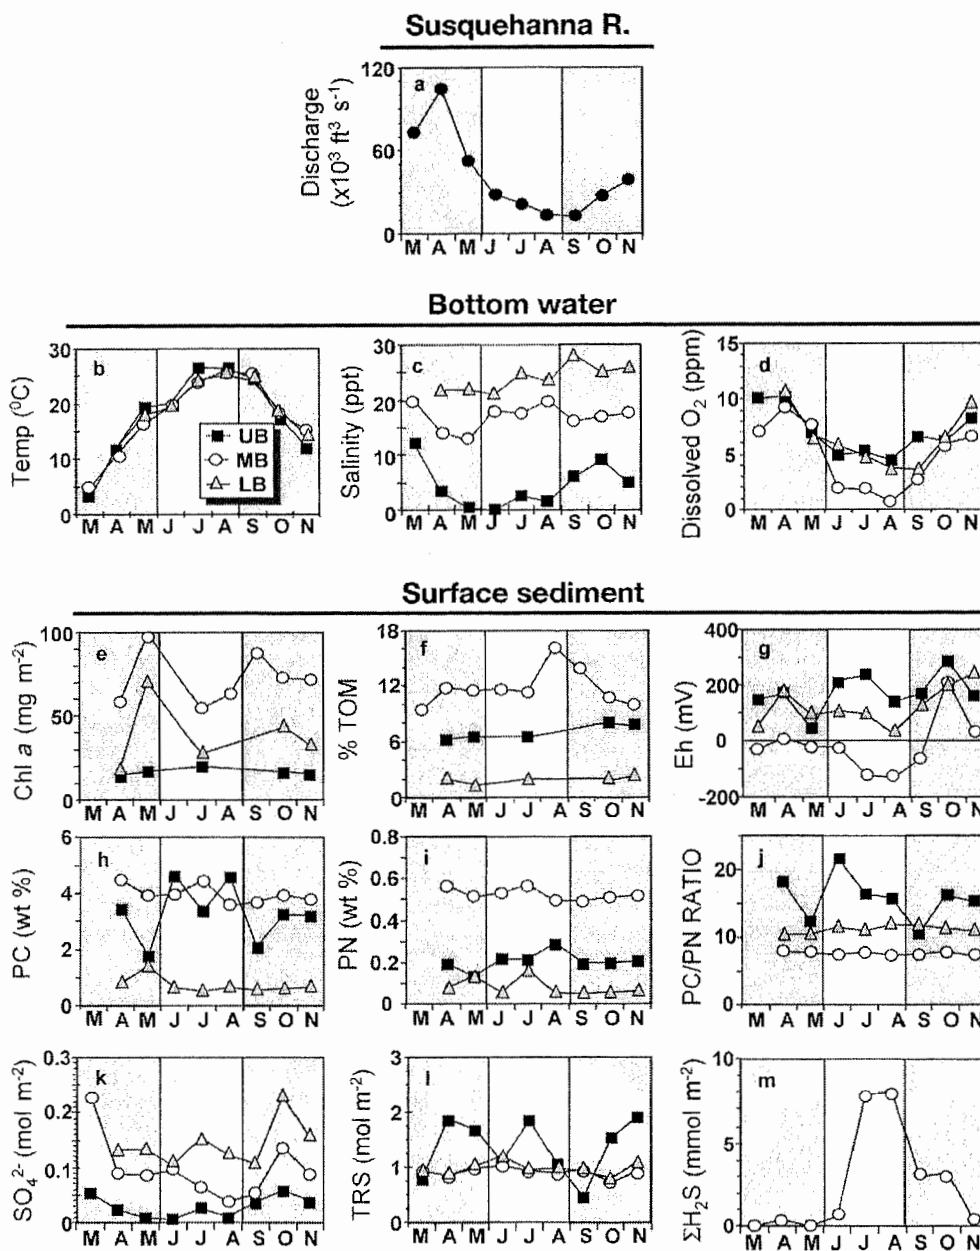 Susquehanna R.
120
60
0
a
Discharge
(x10³ ft³ s⁻¹)
M A M J J A S O N
Bottom water
30
20
10
0
b
Temp (⁰C)
UB
MB
LB
M A M J J A S O N
30
20
10
0
c
Salinity (ppt)
M A M J J A S O N
15
10
5
0
d
Dissolved O₂ (ppm)
M A M J J A S O N
Surface sediment
100
50
0
e
Chl a (mg m⁻²)
M A M J J A S O N
18
12
6
0
f
% TOM
M A M J J A S O N
400
200
0
-200
g
Eh (mV)
M A M J J A S O N
6
4
2
0
h
PC (wt %)
M A M J J A S O N
0.8
0.6
0.4
0.2
0
i
PN (wt %)
M A M J J A S O N
20
15
10
5
0
j
PC/PN RATIO
M A M J J A S O N
0.3
0.2
0.1
0
k
SO₄²⁻ (mol m⁻²)
M A M J J A S O N
3
2
1
0
l
TRS (mol m⁻²)
M A M J J A S O N
10
5
0
m
ΣH₂S (mmol m⁻²)
M A M J J A S O N